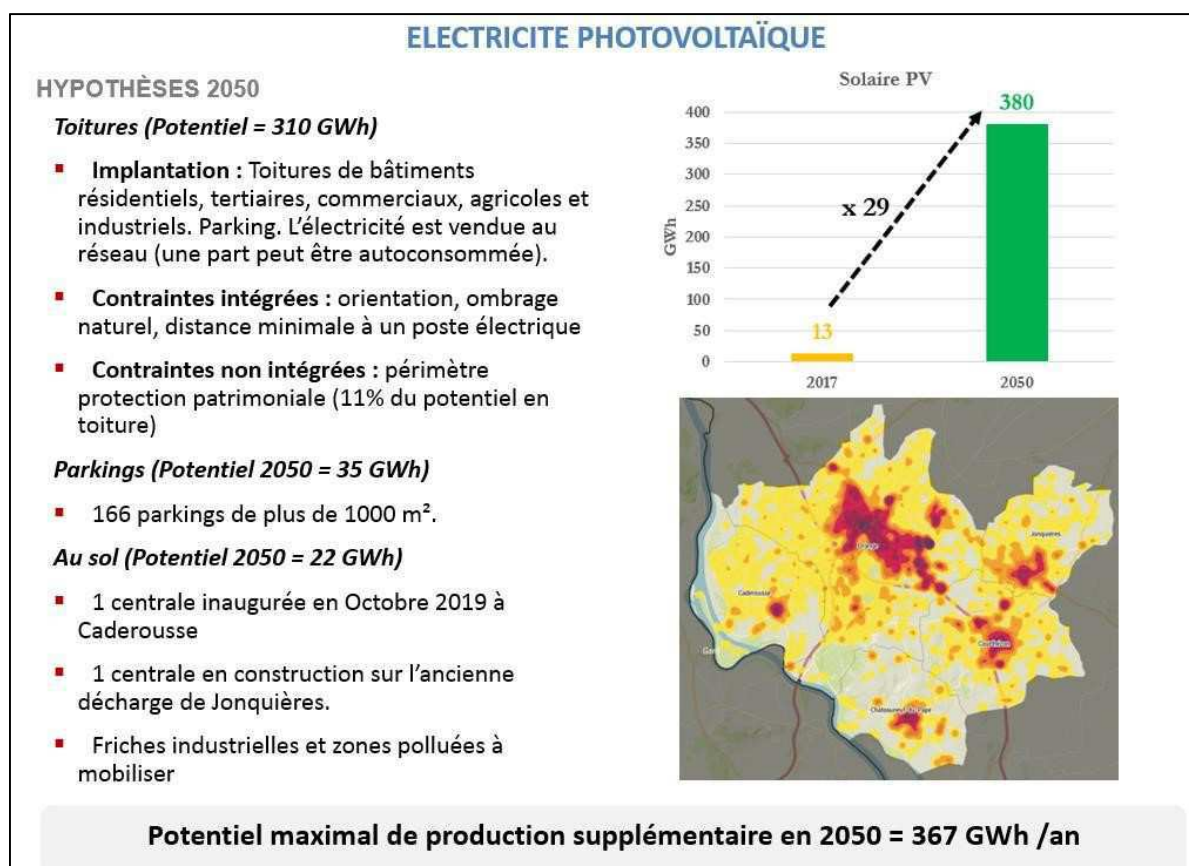 ELECTRICITE PHOTOVOLTAÏQUE
HYPOTHÈSES 2050
Toitures (Potentiel = 310 GWh)
▪ Implantation : Toitures de bâtiments
résidentiels, tertiaires, commerciaux, agricoles et
industriels. Parking. L’électricité est vendue au
réseau (une part peut être autoconsommée).
▪ Contraintes intégrées : orientation, ombrage
naturel, distance minimale à un poste électrique
▪ Contraintes non intégrées : périmètre
protection patrimoniale (11% du potentiel en
toiture)
Parkings (Potentiel 2050 = 35 GWh)
▪ 166 parkings de plus de 1000 m².
Au sol (Potentiel 2050 = 22 GWh)
▪ 1 centrale inaugurée en Octobre 2019 à
Caderousse
▪ 1 centrale en construction sur l’ancienne
décharge de Jonquières.
▪ Friches industrielles et zones polluées à
mobiliser
Solaire PV
380
400
350
300
250
200
150
100
50
0
GWh
x 29
13
2017
2050
Orange
Jonquières
Caderousse
Courthézon
Châteauneuf-du-Pape
Gard
Potentiel maximal de production supplémentaire en 2050 = 367 GWh /an